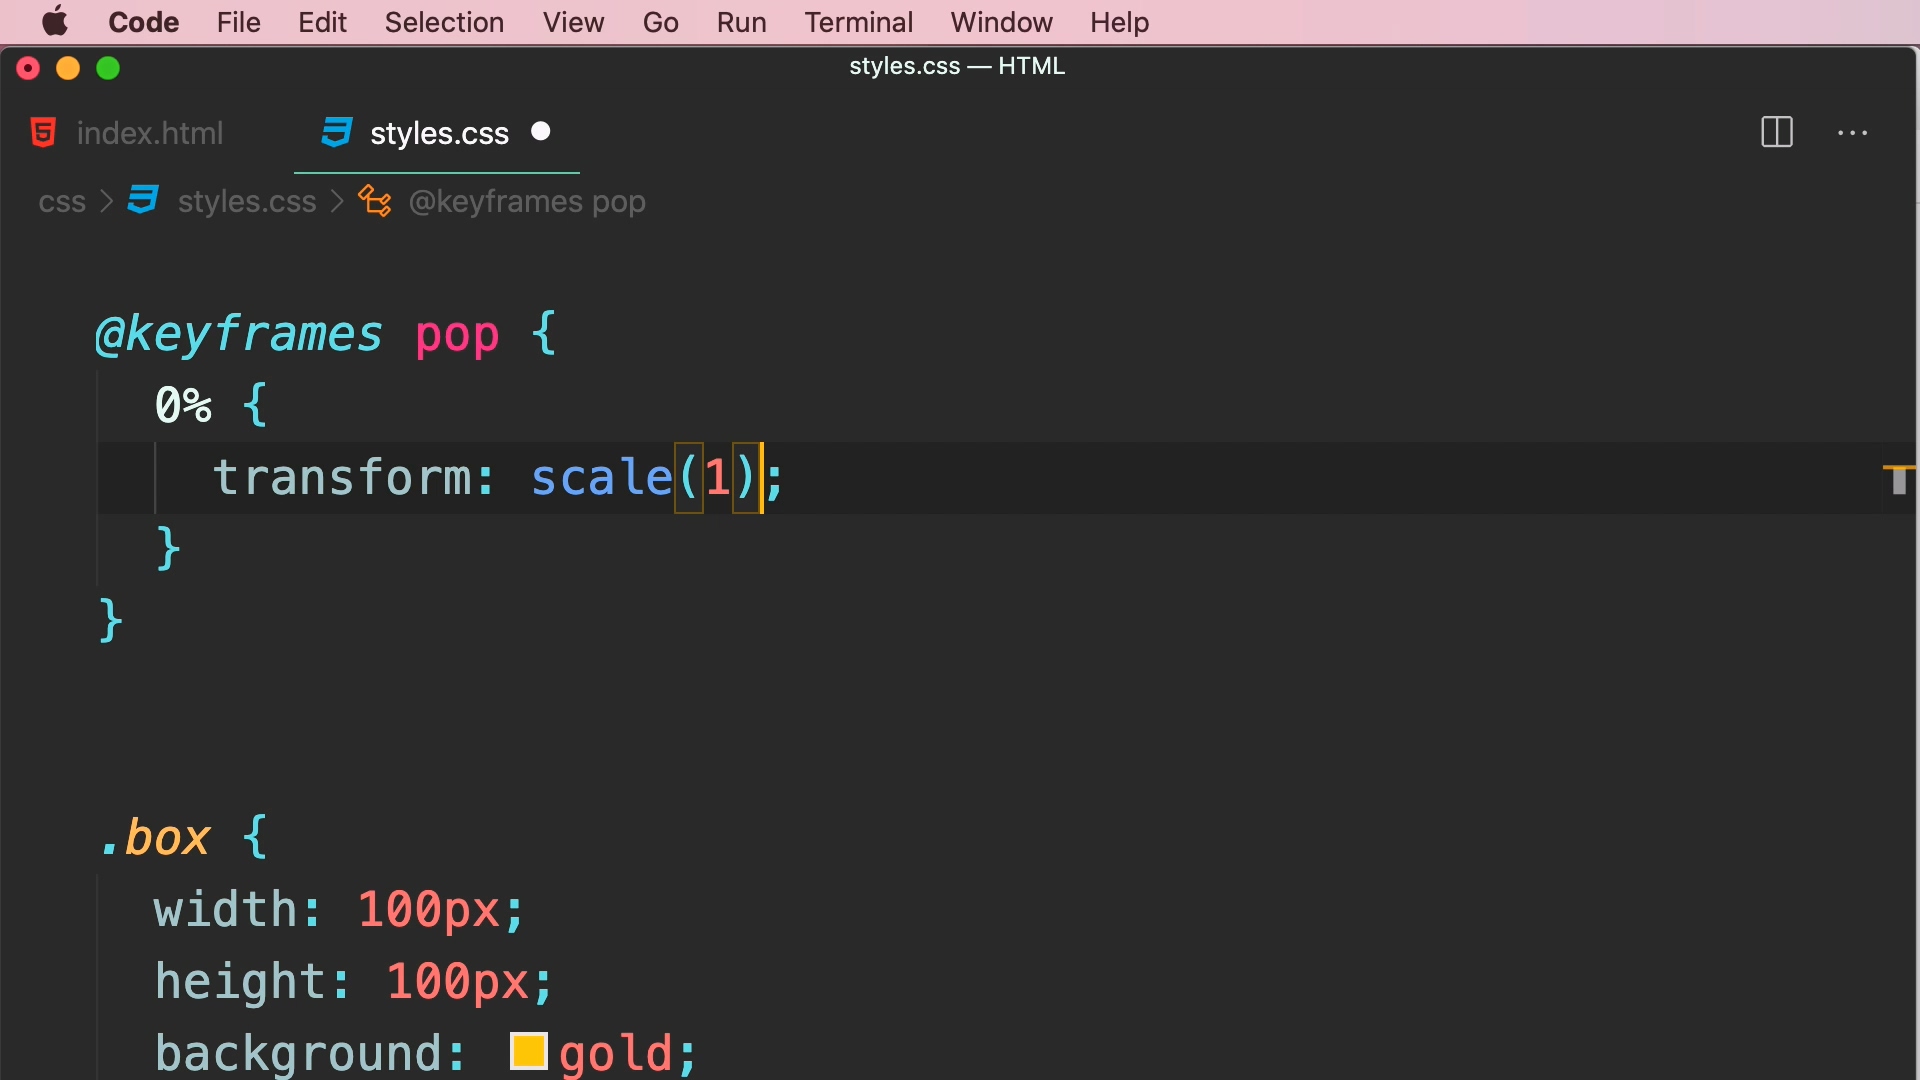 Code File Edit Selection View Go Run Terminal Window Help
styles.css — HTML
index.html styles.css
css > styles.css > @keyframes pop
@keyframes pop {
0% {
transform: scale(1);
}
}
.box {
width: 100px;
height: 100px;
background: gold;